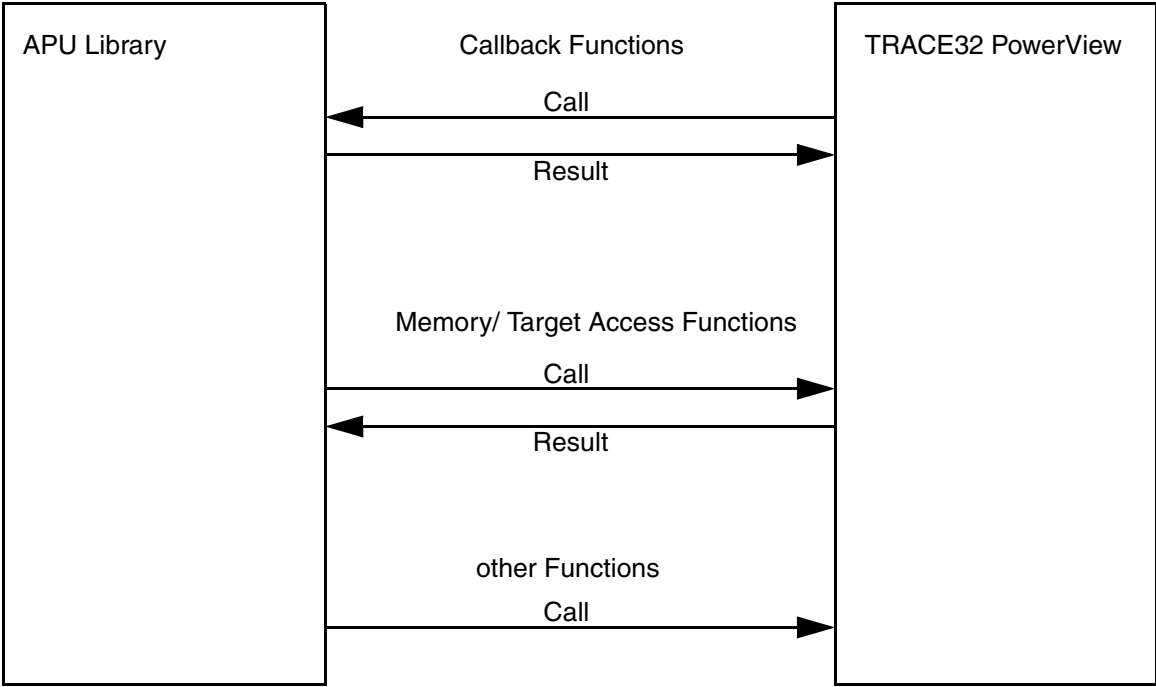 APU Library
Callback Functions
TRACE32 PowerView
Call
Result
Memory/ Target Access Functions
Call
Result
other Functions
Call